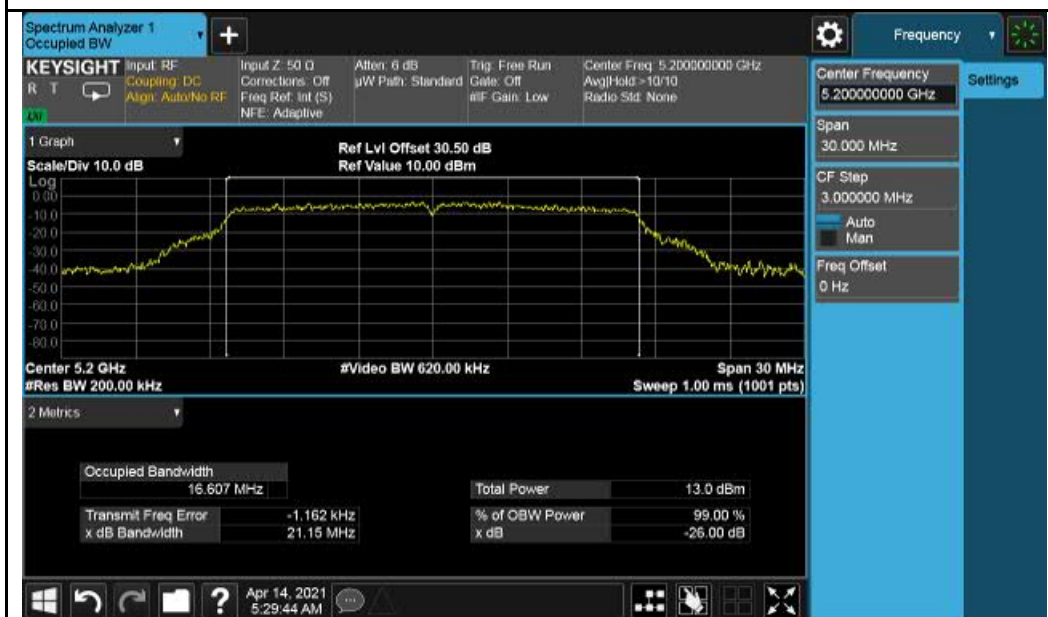 Spectrum Analyzer 1
Occupied BW
Frequency
KEYSIGHT
R T
Input: RF
Coupling: DC
Align: Auto/No RF
Input Z: 50 Ω
Corrections: Off
Freq Ref: Int (S)
NFE: Adaptive
Atten: 6 dB
µW Path: Standard
Trig: Free Run
Gate: Off
#IF Gain: Low
Center Freq: 5.200000000 GHz
Avg|Hold:>10/10
Radio Std: None
Center Frequency
5.200000000 GHz
Settings
Span
30.000 MHz
CF Step
3.000000 MHz
Auto
Man
Freq Offset
0 Hz
1 Graph
Scale/Div 10.0 dB
Ref Lvl Offset 30.50 dB
Ref Value 10.00 dBm
Log
0.00
-10.0
-20.0
-30.0
-40.0
-50.0
-60.0
-70.0
-80.0
Center 5.2 GHz
#Res BW 200.00 kHz
#Video BW 620.00 kHz
Span 30 MHz
Sweep 1.00 ms (1001 pts)
2 Metrics
Occupied Bandwidth
16.607 MHz
Total Power 13.0 dBm
Transmit Freq Error -1.162 kHz
% of OBW Power 99.00 %
x dB Bandwidth 21.15 MHz
x dB -26.00 dB
Apr 14, 2021
5:29:44 AM